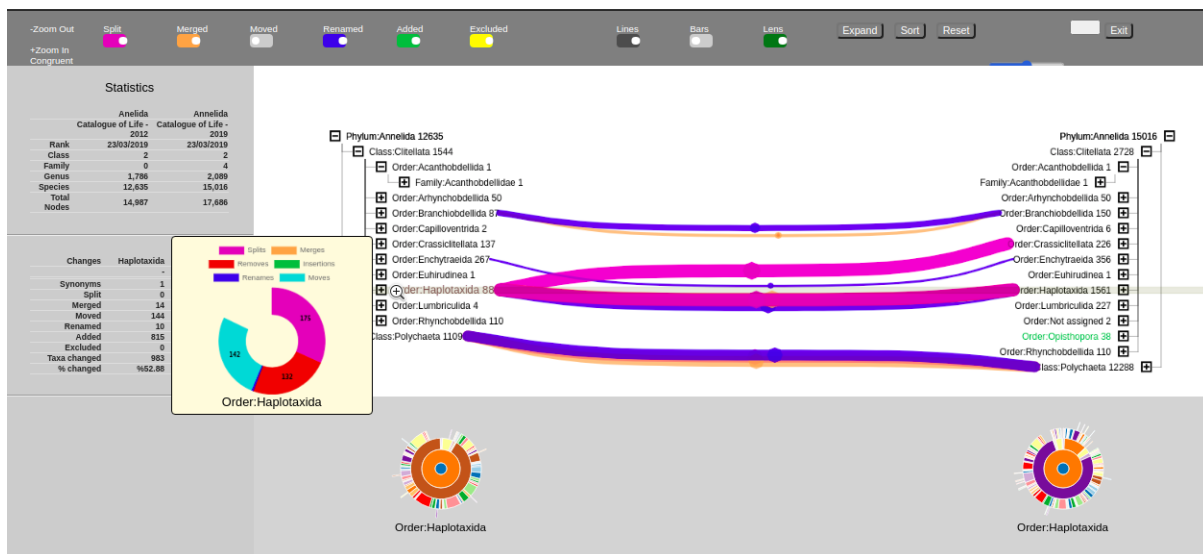 -Zoom Out Split Merged Moved Renamed Added Excluded Lines Bars Lens Expand Sort Reset Exit
+Zoom In
Congruent
Statistics
Anelida Annelida
Catalogue of Life - Catalogue of Life -
2012 2019
Rank 23/03/2019 23/03/2019
Class 2 2
Family 0 4
Genus 1,786 2,089
Species 12,635 15,016
Total
Nodes 14,987 17,686
Changes Haplotaxida
-
Synonyms 1
Split 0
Merged 14
Moved 144
Renamed 10
Added 815
Excluded 0
Taxa changed 983
% changed %52.88
Splits Merges
Removes Insertions
Renames Moves
175
142
132
Order:Haplotaxida
Phylum:Annelida 12635
Class:Clitellata 1544
Order:Acanthobdellida 1
Family:Acanthobdellidae 1
Order:Arhynchobdellida 50
Order:Branchiobdellida 87
Order:Capilloventrida 2
Order:Crassiclitellata 137
Order:Enchytraeida 267
Order:Euhirudinea 1
Order:Haplotaxida 88
Order:Lumbriculida 4
Order:Rhynchobdellida 110
Class:Polychaeta 1109
Phylum:Annelida 15016
Class:Clitellata 2728
Order:Acanthobdellida 1
Family:Acanthobdellidae 1
Order:Arhynchobdellida 50
Order:Branchiobdellida 150
Order:Capilloventrida 6
Order:Crassiclitellata 226
Order:Enchytraeida 356
Order:Euhirudinea 1
Order:Haplotaxida 1561
Order:Lumbriculida 227
Order:Not assigned 2
Order:Opisthopora 38
Order:Rhynchobdellida 110
Class:Polychaeta 12288
Order:Haplotaxida
Order:Haplotaxida